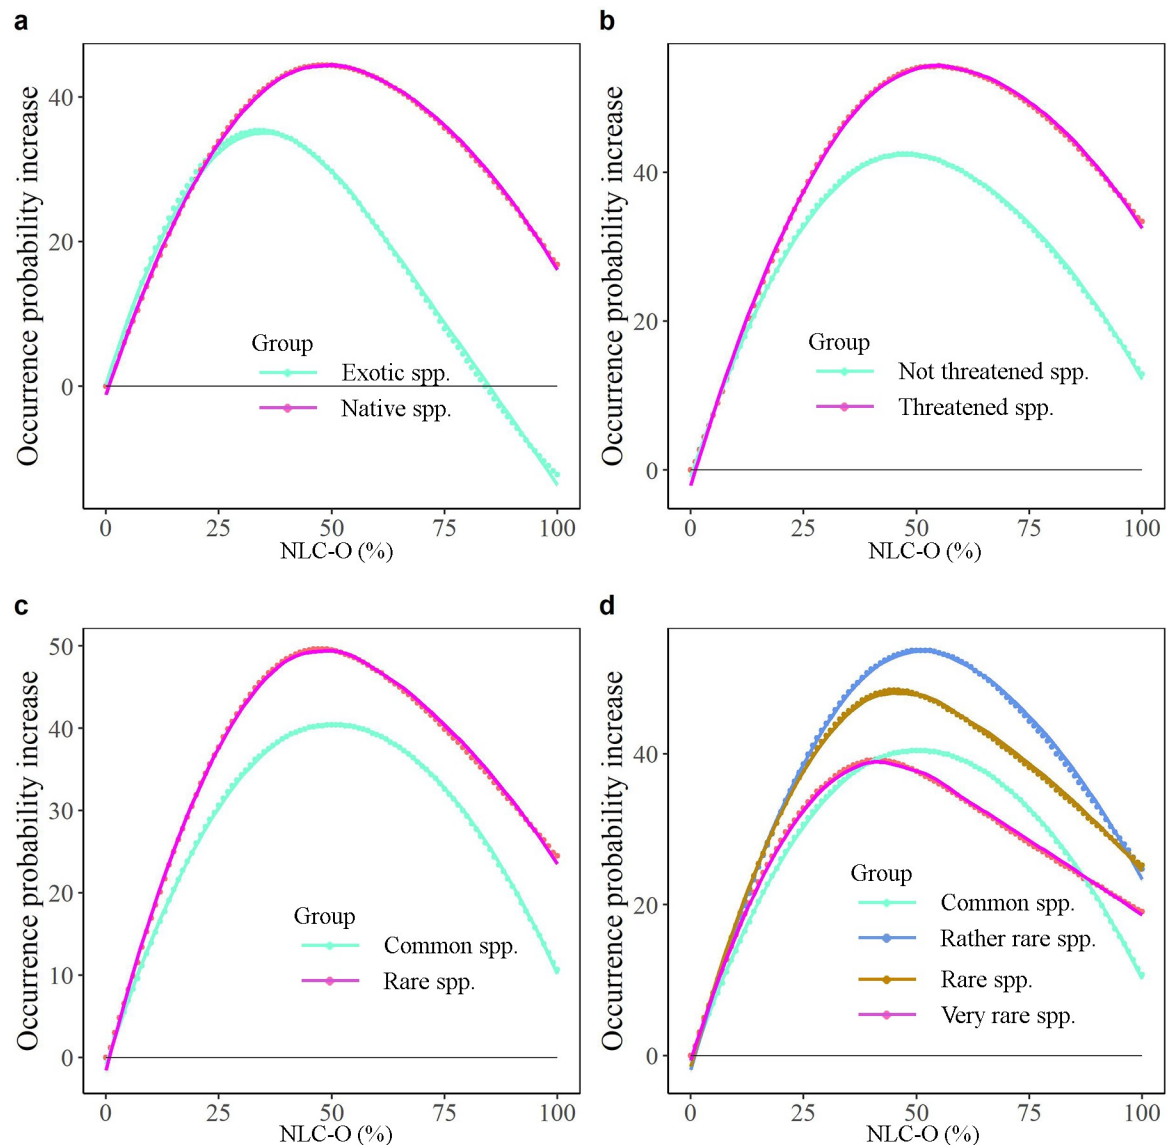 a
Occurrence probability increase
40
20
0
Group
Exotic spp.
Native spp.
0 25 50 75 100
NLC-O (%)
b
Occurrence probability increase
40
20
0
Group
Not threatened spp.
Threatened spp.
0 25 50 75 100
NLC-O (%)
c
Occurrence probability increase
50
40
30
20
10
0
Group
Common spp.
Rare spp.
0 25 50 75 100
NLC-O (%)
d
Occurrence probability increase
40
20
0
Group
Common spp.
Rather rare spp.
Rare spp.
Very rare spp.
0 25 50 75 100
NLC-O (%)